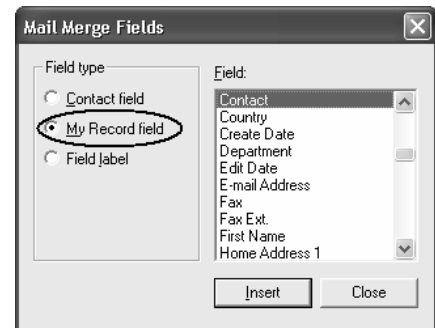 Mail Merge Fields
Field type
Contact field
My Record field
Field label
Field:
Contact
Country
Create Date
Department
Edit Date
E-mail Address
Fax
Fax Ext.
First Name
Home Address 1
Insert
Close